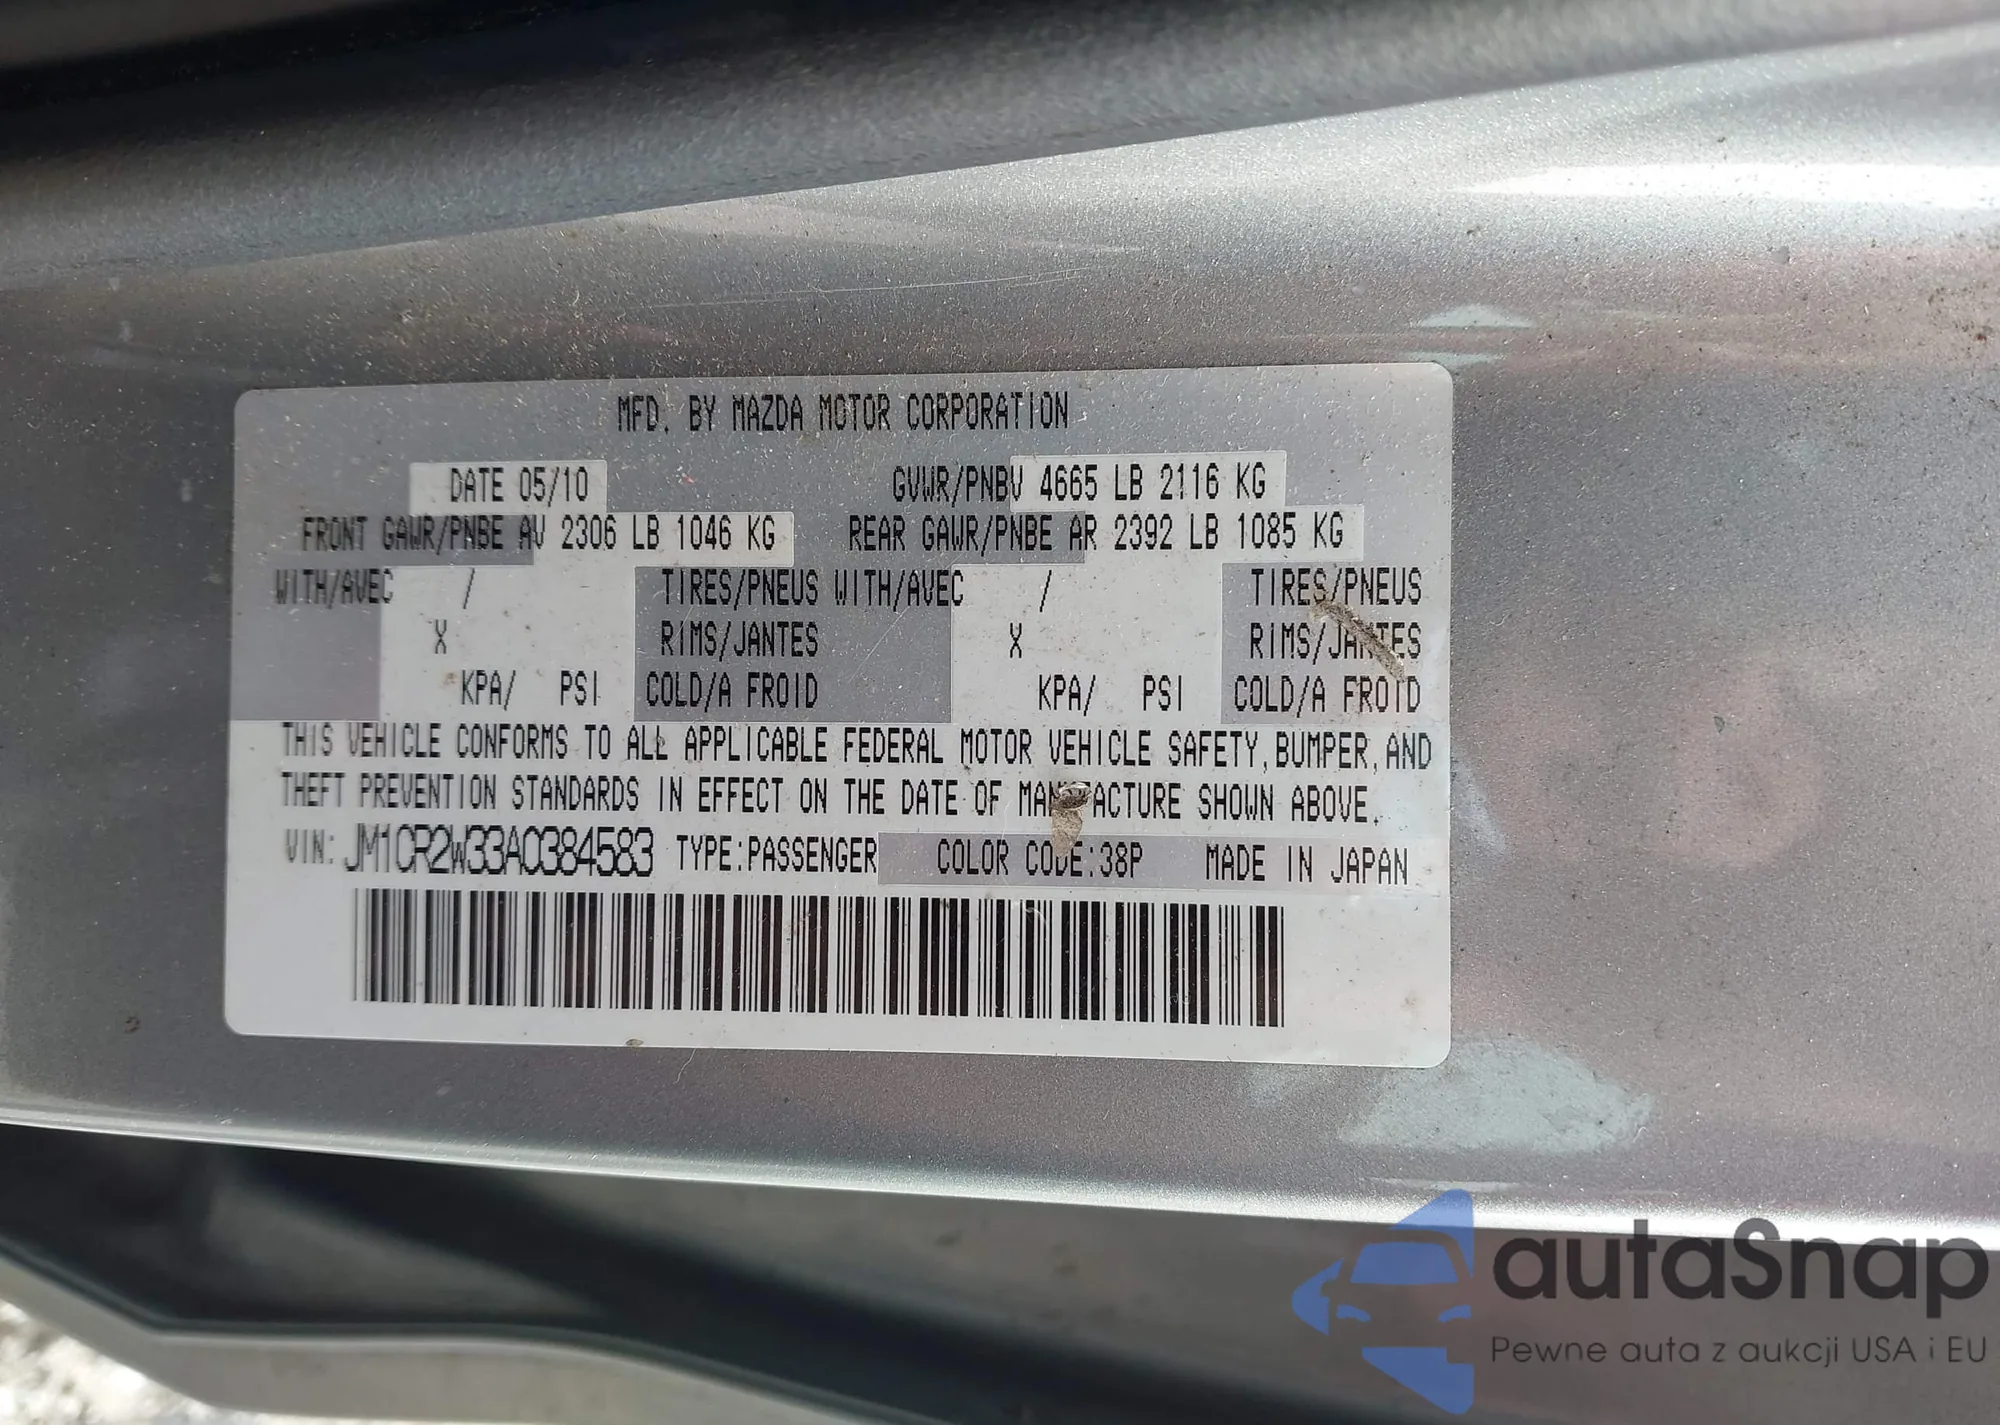 MFD. BY MAZDA MOTOR CORPORATION
DATE 05/10 GVWR/PNBV 4665 LB 2116 KG
FRONT GAWR/PNBE AV 2306 LB 1046 KG REAR GAWR/PNBE AR 2392 LB 1085 KG
WITH/AVEC / TIRES/PNEUS WITH/AVEC / TIRES/PNEUS
X RIMS/JANTES X RIMS/JANTES
KPA/ PSI COLD/A FROID KPA/ PSI COLD/A FROID
THIS VEHICLE CONFORMS TO ALL APPLICABLE FEDERAL MOTOR VEHICLE SAFETY, BUMPER, AND
THEFT PREVENTION STANDARDS IN EFFECT ON THE DATE OF MANUFACTURE SHOWN ABOVE.
VIN: JM1CR2W33A0384583 TYPE:PASSENGER COLOR CODE:38P MADE IN JAPAN
autaSnap
Pewne auta z aukcji USA i EU